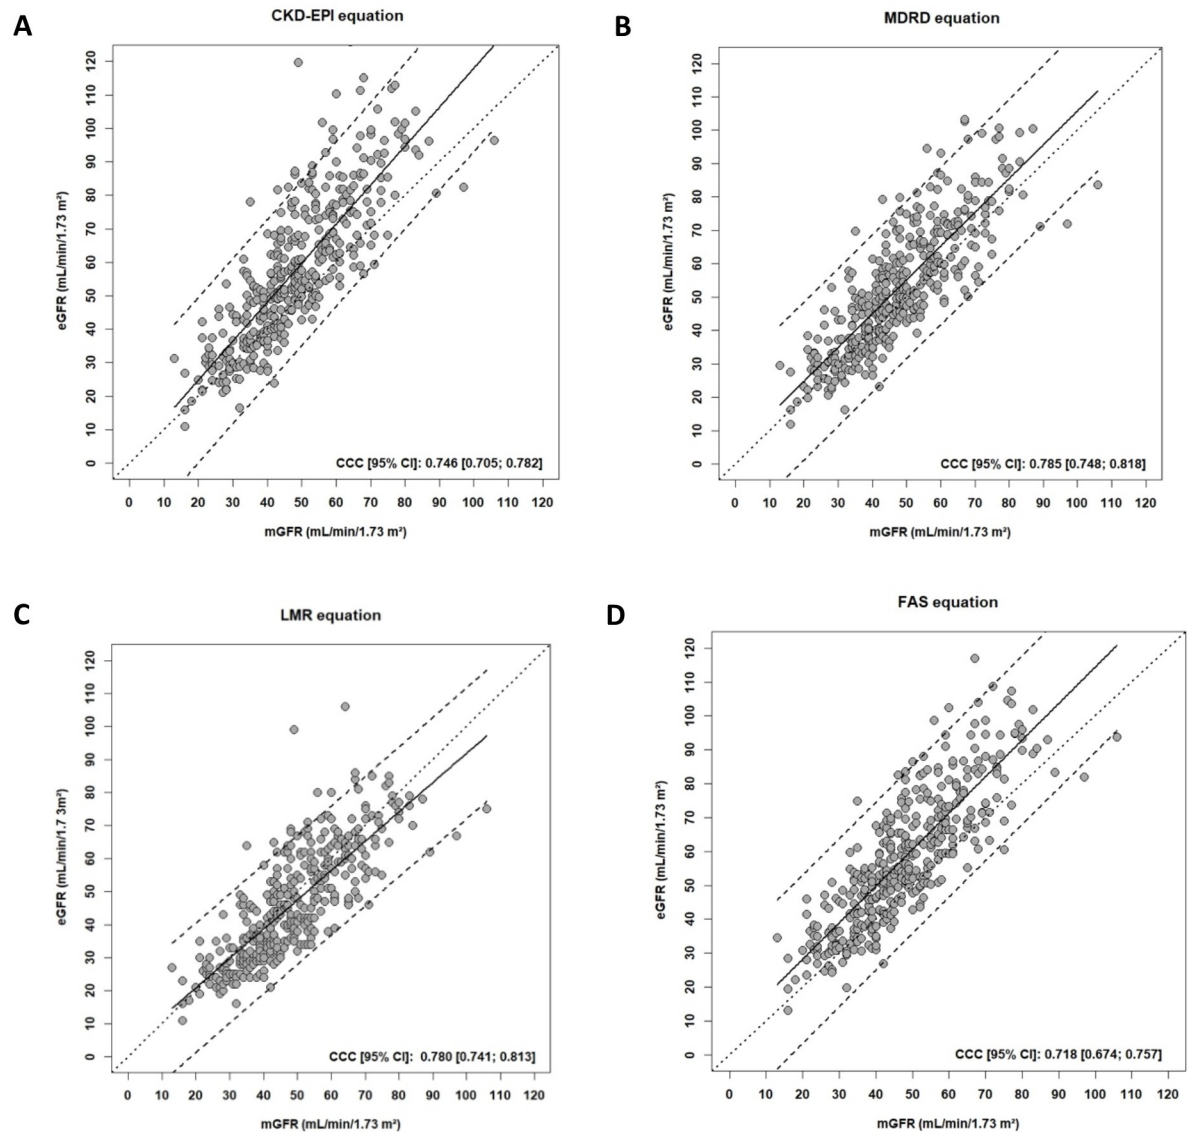 A
CKD-EPI equation
eGFR (mL/min/1.73 m²)
120
110
100
90
80
70
60
50
40
30
20
10
0
CCC [95% CI]: 0.746 [0.705; 0.782]
0 10 20 30 40 50 60 70 80 90 100 110 120
mGFR (mL/min/1.73 m²)
B
MDRD equation
eGFR (mL/min/1.73 m²)
120
110
100
90
80
70
60
50
40
30
20
10
0
CCC [95% CI]: 0.785 [0.748; 0.818]
0 10 20 30 40 50 60 70 80 90 100 110 120
mGFR (mL/min/1.73 m²)
C
LMR equation
eGFR (mL/min/1.7 3m²)
120
110
100
90
80
70
60
50
40
30
20
10
0
CCC [95% CI]: 0.780 [0.741; 0.813]
0 10 20 30 40 50 60 70 80 90 100 110 120
mGFR (mL/min/1.73 m²)
D
FAS equation
eGFR (mL/min/1.73 m²)
120
110
100
90
80
70
60
50
40
30
20
10
0
CCC [95% CI]: 0.718 [0.674; 0.757]
0 10 20 30 40 50 60 70 80 90 100 110 120
mGFR (mL/min/1.73 m²)